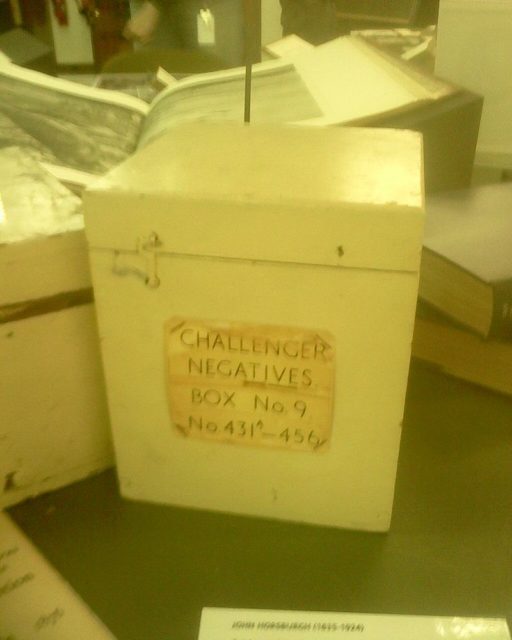 CHALLENGER
NEGATIVES
BOX No. 9
No. 431ᴬ-456
JOHN HORSBURGH (1835-1924)